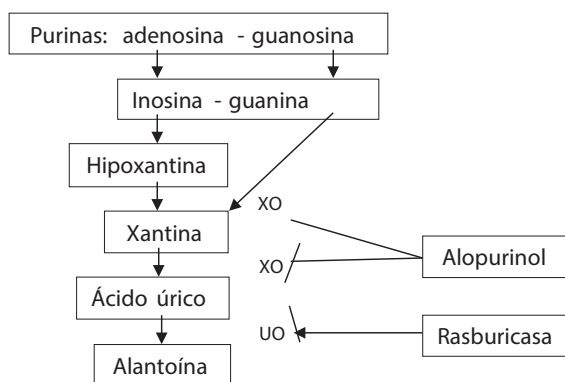 Purinas: adenosina - guanosina
Inosina - guanina
Hipoxantina
XO
Xantina
XO
Alopurinol
Ácido úrico
UO
Rasburicasa
Alantoína